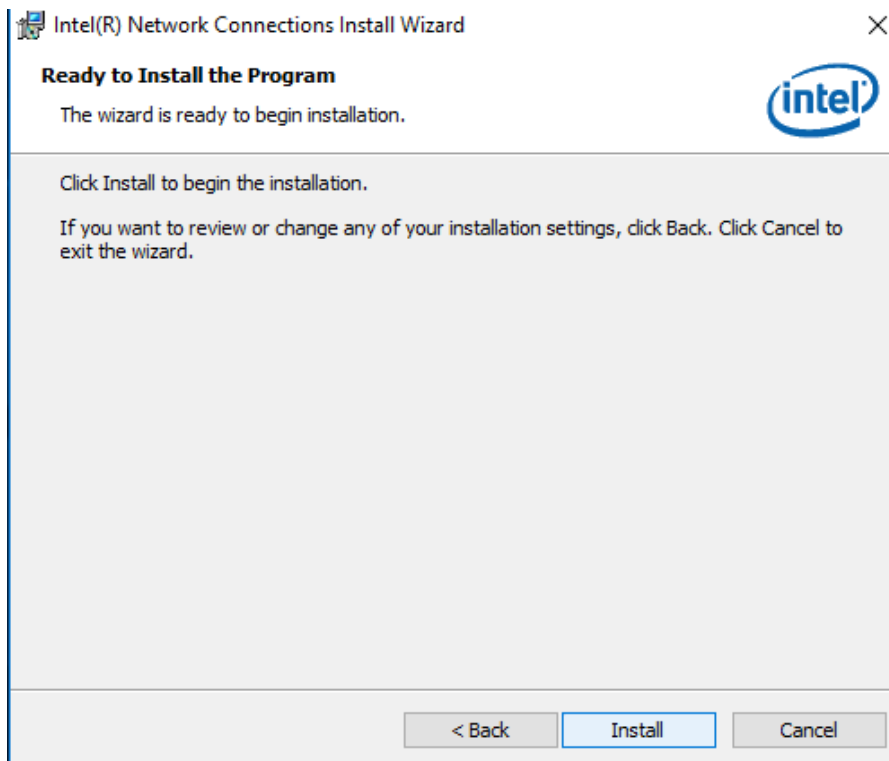 Intel(R) Network Connections Install Wizard
Ready to Install the Program
The wizard is ready to begin installation.
intel
Click Install to begin the installation.
If you want to review or change any of your installation settings, click Back. Click Cancel to
exit the wizard.
< Back
Install
Cancel